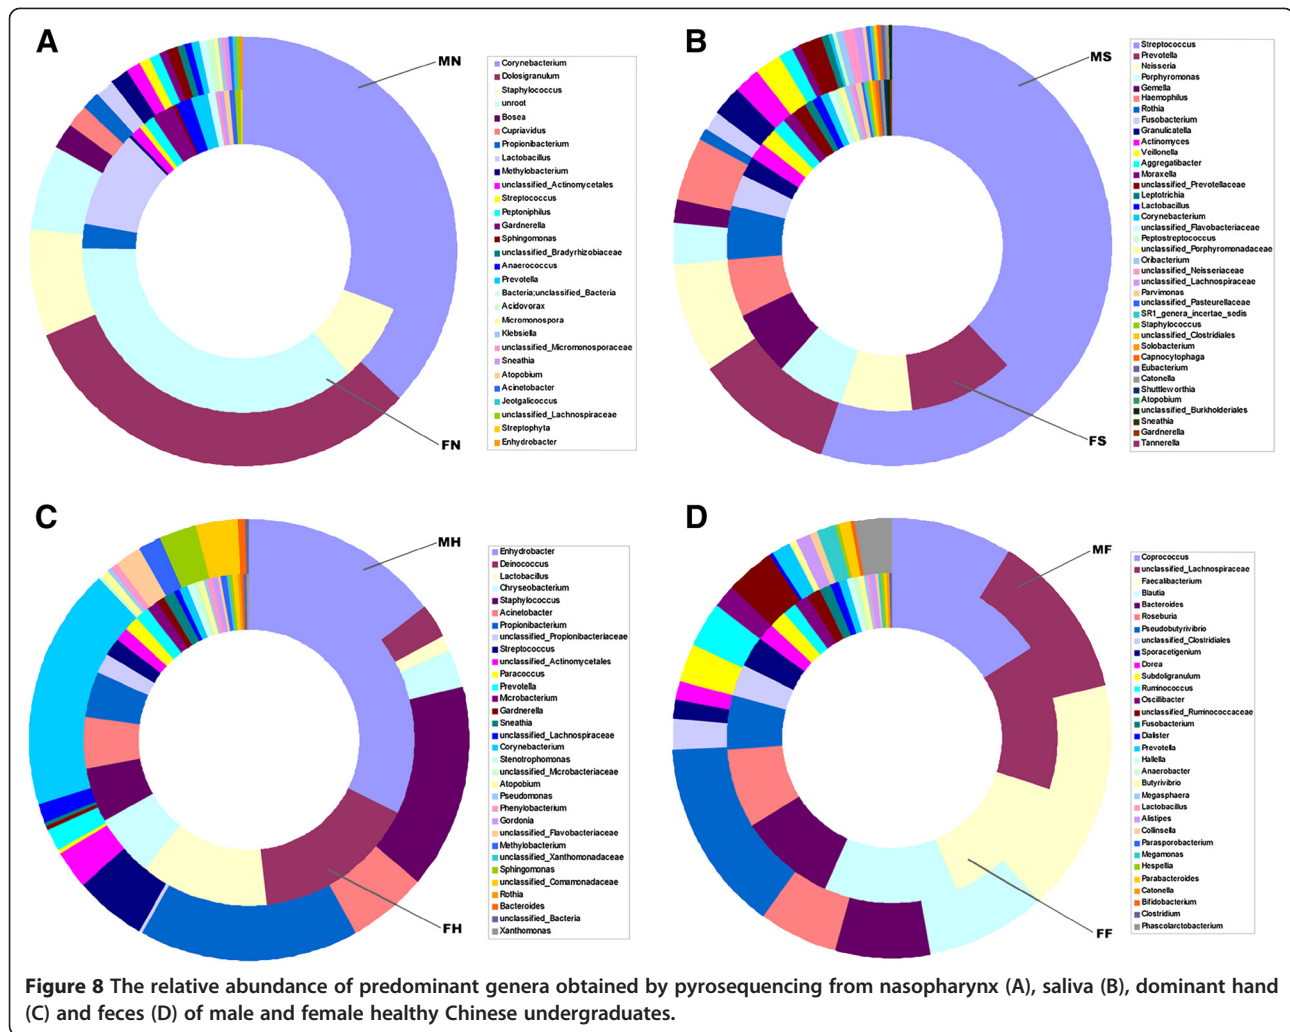 A
MN
FN
Corynebacterium
Dolosigranulum
Staphylococcus
unroot
Bosea
Cupriavidus
Propionibacterium
Lactobacillus
Methylobacterium
unclassified_Actinomycetales
Streptococcus
Peptoniphilus
Gardnerella
Sphingomonas
unclassified_Bradyrhizobiaceae
Anaerococcus
Prevotella
Bacteria;unclassified_Bacteria
Acidovorax
Micromonospora
Klebsiella
unclassified_Micromonosporaceae
Sneathia
Atopobium
Acinetobacter
Jeotgalicoccus
unclassified_Lachnospiraceae
Streptophyta
Enhydrobacter
B
MS
FS
Streptococcus
Prevotella
Neisseria
Porphyromonas
Gemella
Haemophilus
Rothia
Fusobacterium
Granulicatella
Actinomyces
Veillonella
Aggregatibacter
Moraxella
unclassified_Prevotellaceae
Leptotrichia
Lactobacillus
Corynebacterium
unclassified_Flavobacteriaceae
Peptostreptococcus
unclassified_Porphyromonadaceae
Oribacterium
unclassified_Neisseriaceae
unclassified_Lachnospiraceae
Parvimonas
unclassified_Pasteurellaceae
SR1_genera_incertae_sedis
Staphylococcus
unclassified_Clostridiales
Solobacterium
Capnocytophaga
Eubacterium
Catonella
Shuttleworthia
Atopobium
unclassified_Burkholderiales
Sneathia
Gardnerella
Tannerella
C
MH
FH
Enhydrobacter
Deinococcus
Lactobacillus
Chryseobacterium
Staphylococcus
Acinetobacter
Propionibacterium
unclassified_Propionibacteriaceae
Streptococcus
unclassified_Actinomycetales
Paracoccus
Prevotella
Microbacterium
Gardnerella
Sneathia
unclassified_Lachnospiraceae
Corynebacterium
Stenotrophomonas
unclassified_Microbacteriaceae
Atopobium
Pseudomonas
Phenylobacterium
Gordonia
unclassified_Flavobacteriaceae
Methylobacterium
unclassified_Xanthomonadaceae
Sphingomonas
unclassified_Comamonadaceae
Rothia
Bacteroides
unclassified_Bacteria
Xanthomonas
D
MF
FF
Coprococcus
unclassified_Lachnospiraceae
Faecalibacterium
Blautia
Bacteroides
Roseburia
Pseudobutyrivibrio
unclassified_Clostridiales
Sporacetigenium
Dorea
Subdoligranulum
Ruminococcus
Oscillibacter
unclassified_Ruminococcaceae
Fusobacterium
Dialister
Prevotella
Hallella
Anaerobacter
Butyrivibrio
Megasphaera
Lactobacillus
Alistipes
Collinsella
Parasporobacterium
Megamonas
Hespellia
Parabacteroides
Catonella
Bifidobacterium
Clostridium
Phascolarctobacterium
Figure 8 The relative abundance of predominant genera obtained by pyrosequencing from nasopharynx (A), saliva (B), dominant hand
(C) and feces (D) of male and female healthy Chinese undergraduates.